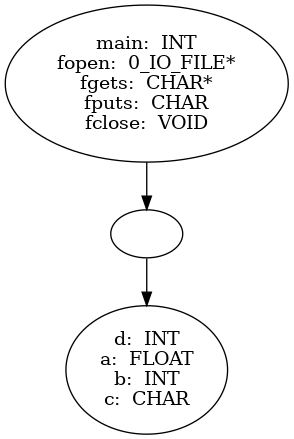 main:  INT
fopen:  0_IO_FILE*
fgets:  CHAR*
fputs:  CHAR
fclose:  VOID
d:  INT
a:  FLOAT
b:  INT
c:  CHAR